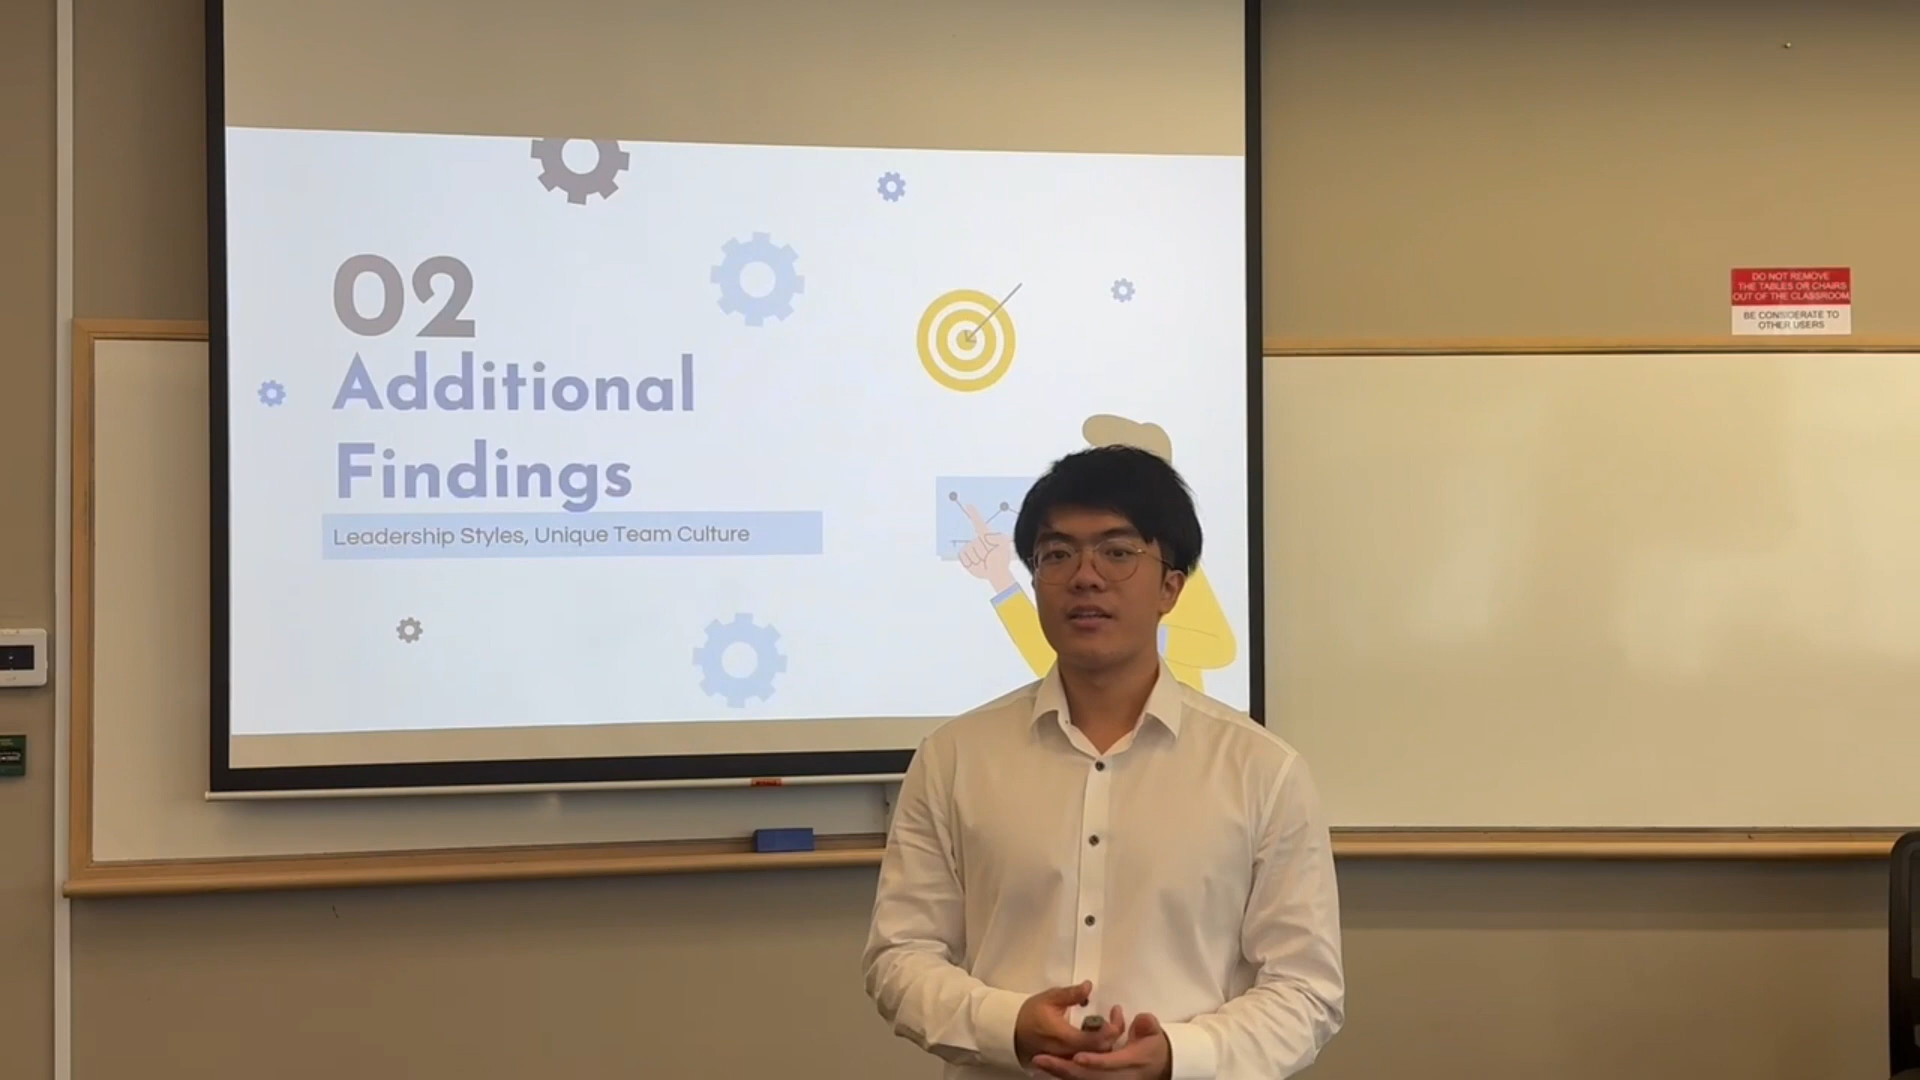 02
Additional
Findings
Leadership Styles, Unique Team Culture
DO NOT REMOVE
THE TABLES OR CHAIRS
OUT OF THE CLASSROOM
BE CONSIDERATE TO
OTHER USERS